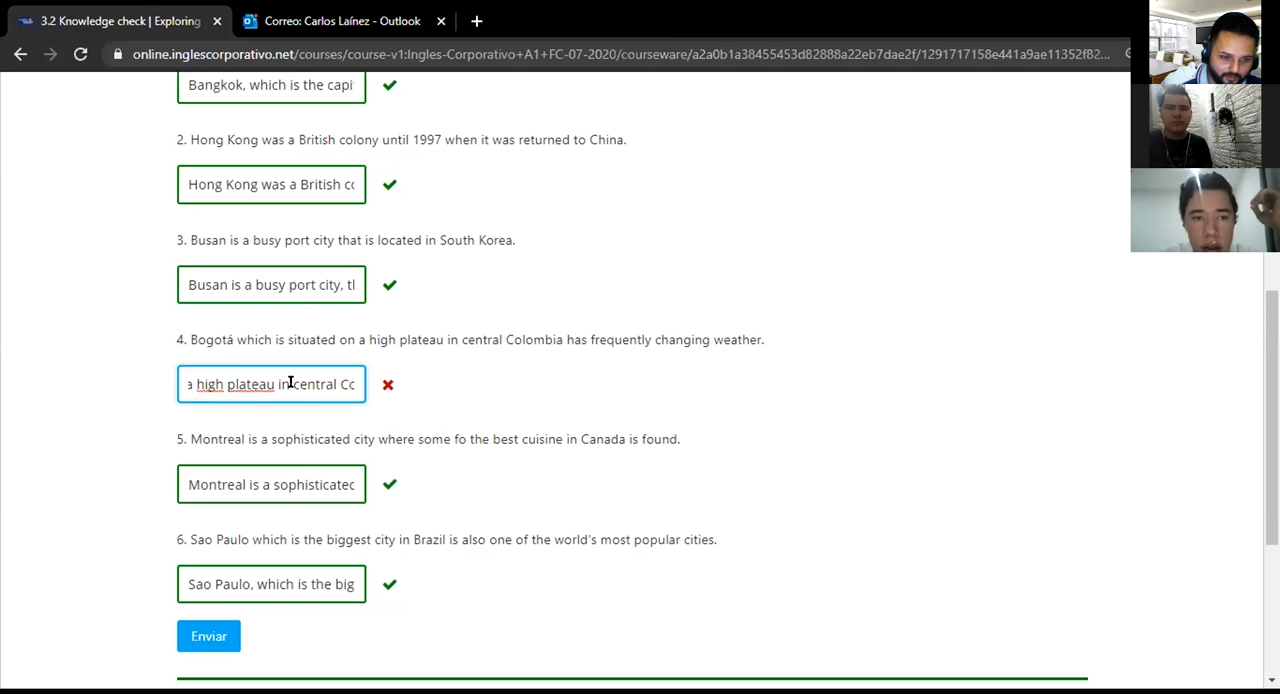 3.2 Knowledge check | Exploring
Correo: Carlos Laínez - Outlook
online.inglescorporativo.net/courses/course-v1:Ingles-Corporativo+A1+FC-07-2020/courseware/a2a0b1a38455453d82888a22eb7dae2f/1291717158e441a9ae11352f82...
Bangkok, which is the capi
2. Hong Kong was a British colony until 1997 when it was returned to China.
Hong Kong was a British cc
3. Busan is a busy port city that is located in South Korea.
Busan is a busy port city, tl
4. Bogotá which is situated on a high plateau in central Colombia has frequently changing weather.
a high plateau in central Cc
5. Montreal is a sophisticated city where some fo the best cuisine in Canada is found.
Montreal is a sophisticatec
6. Sao Paulo which is the biggest city in Brazil is also one of the world's most popular cities.
Sao Paulo, which is the big
Enviar